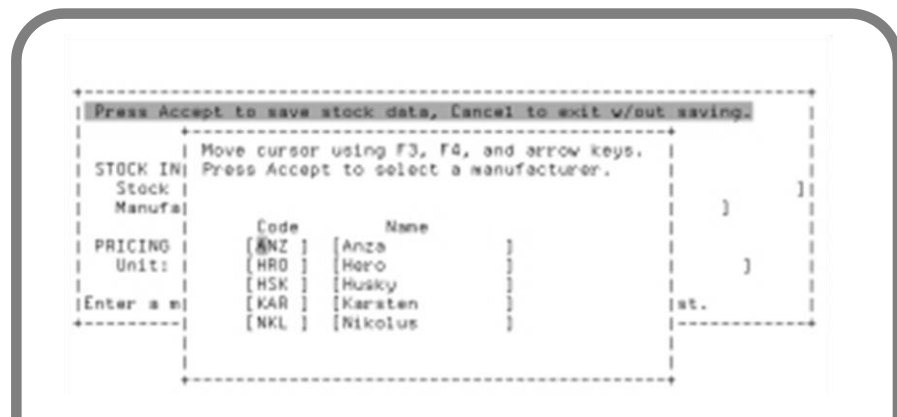 Press Accept to save stock data, Cancel to exit w/out saving.
Move cursor using F3, F4, and arrow keys.
STOCK IN Press Accept to select a manufacturer.
Stock ]
Manufa ]
Code Name
PRICING [ANZ ] [Anza ]
Unit: [HRO ] [Hero ] ]
[HSK ] [Husky ]
Enter a m [KAR ] [Karsten ] st.
[NKL ] [Nikolus ]